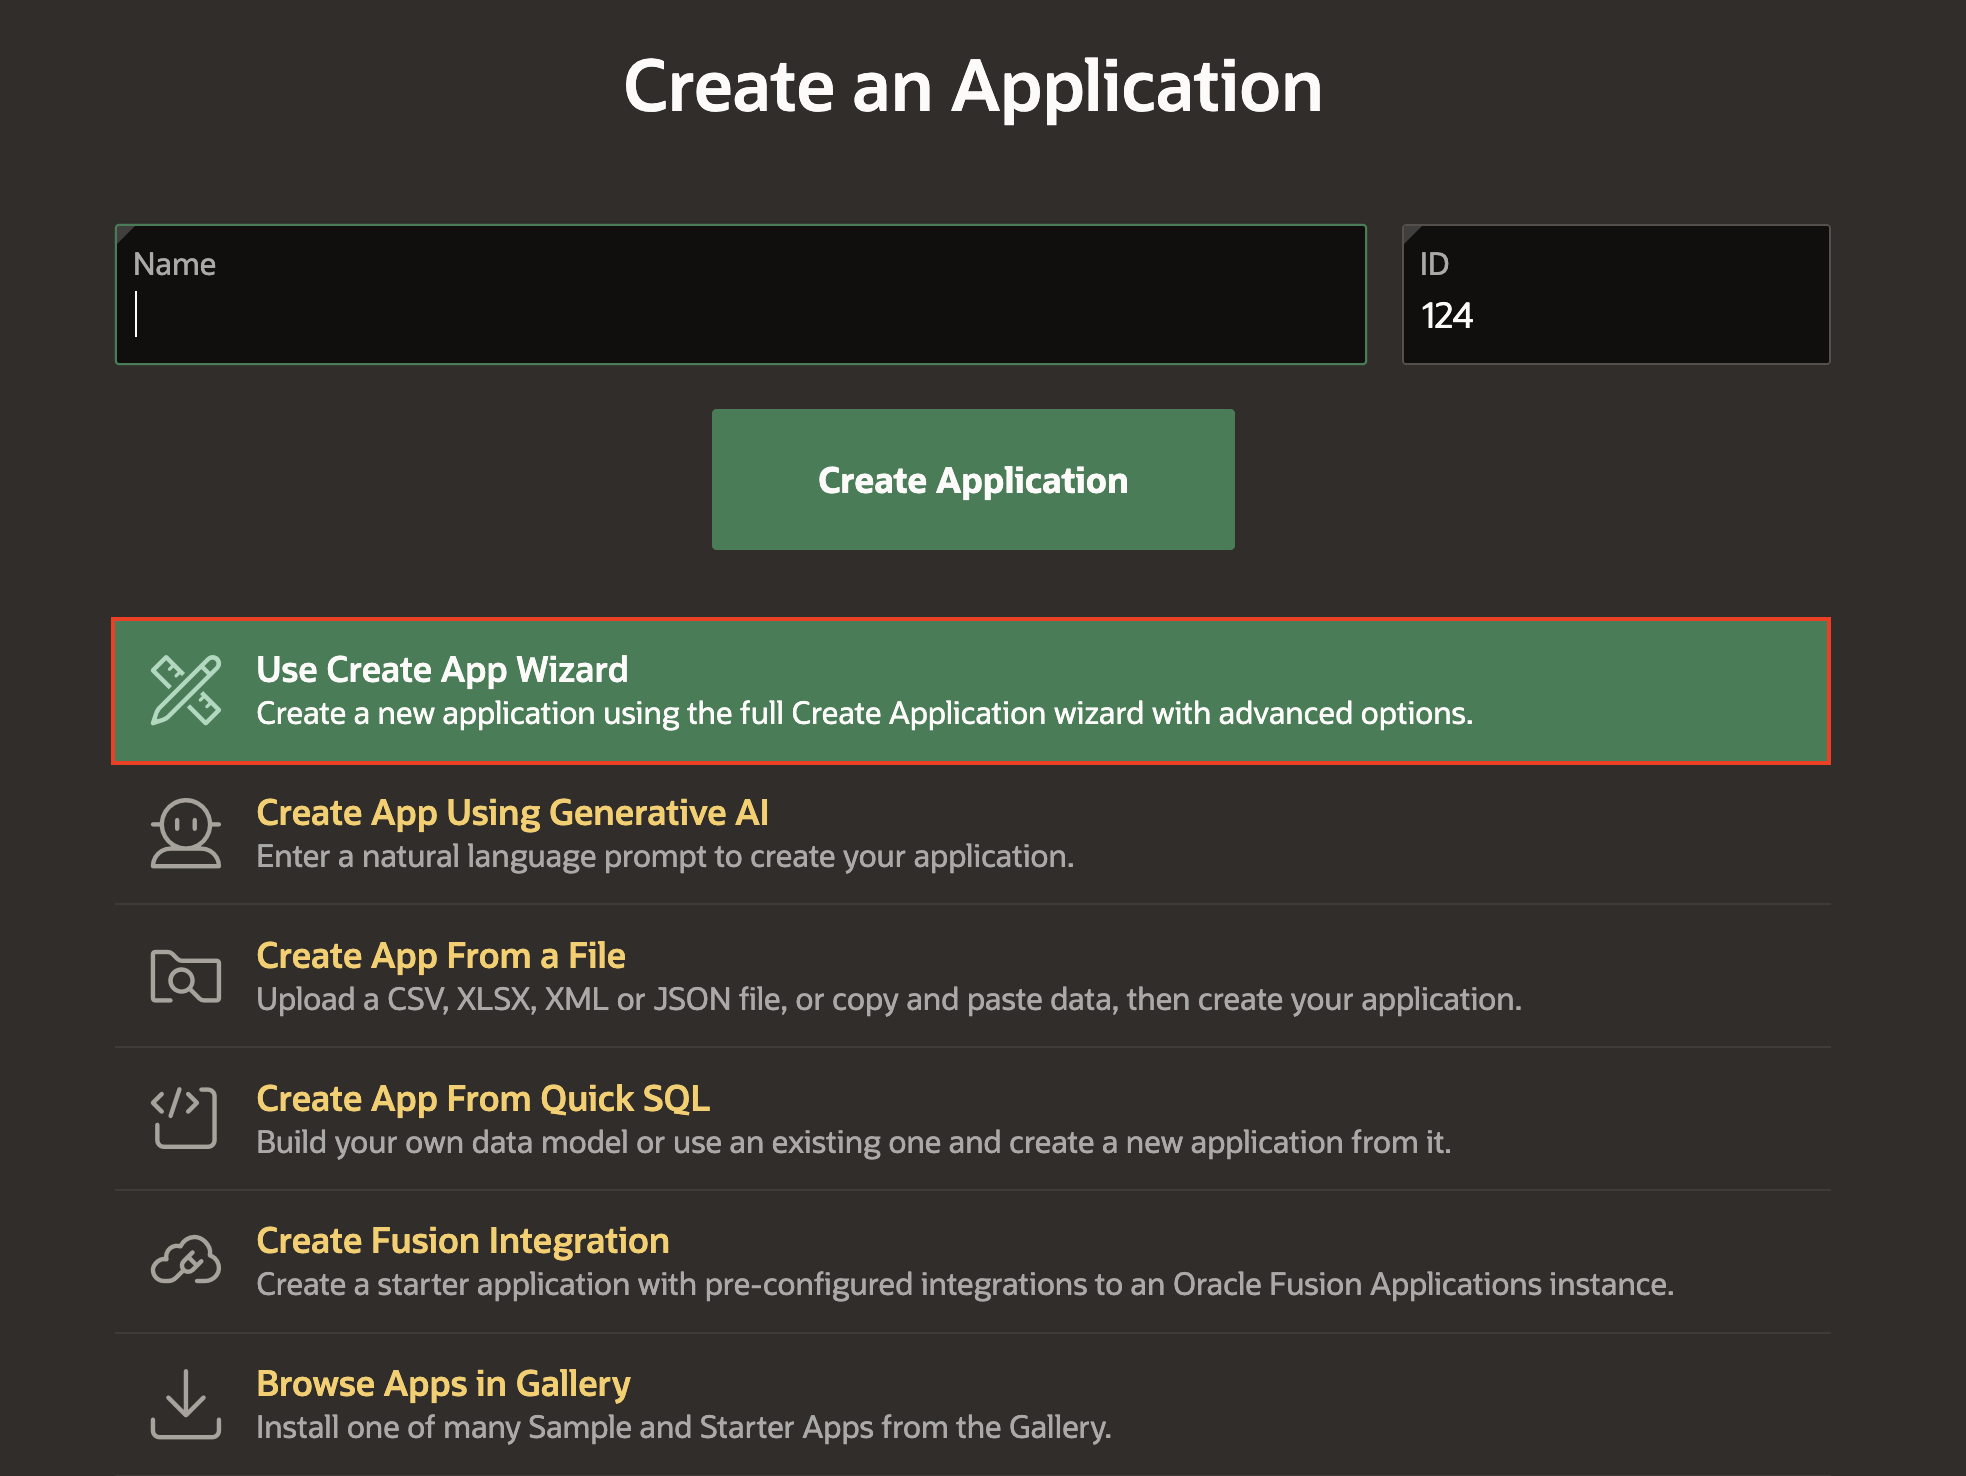 Create an Application
Name
ID
124
Create Application
Use Create App Wizard
Create a new application using the full Create Application wizard with advanced options.
Create App Using Generative AI
Enter a natural language prompt to create your application.
Create App From a File
Upload a CSV, XLSX, XML or JSON file, or copy and paste data, then create your application.
Create App From Quick SQL
Build your own data model or use an existing one and create a new application from it.
Create Fusion Integration
Create a starter application with pre-configured integrations to an Oracle Fusion Applications instance.
Browse Apps in Gallery
Install one of many Sample and Starter Apps from the Gallery.